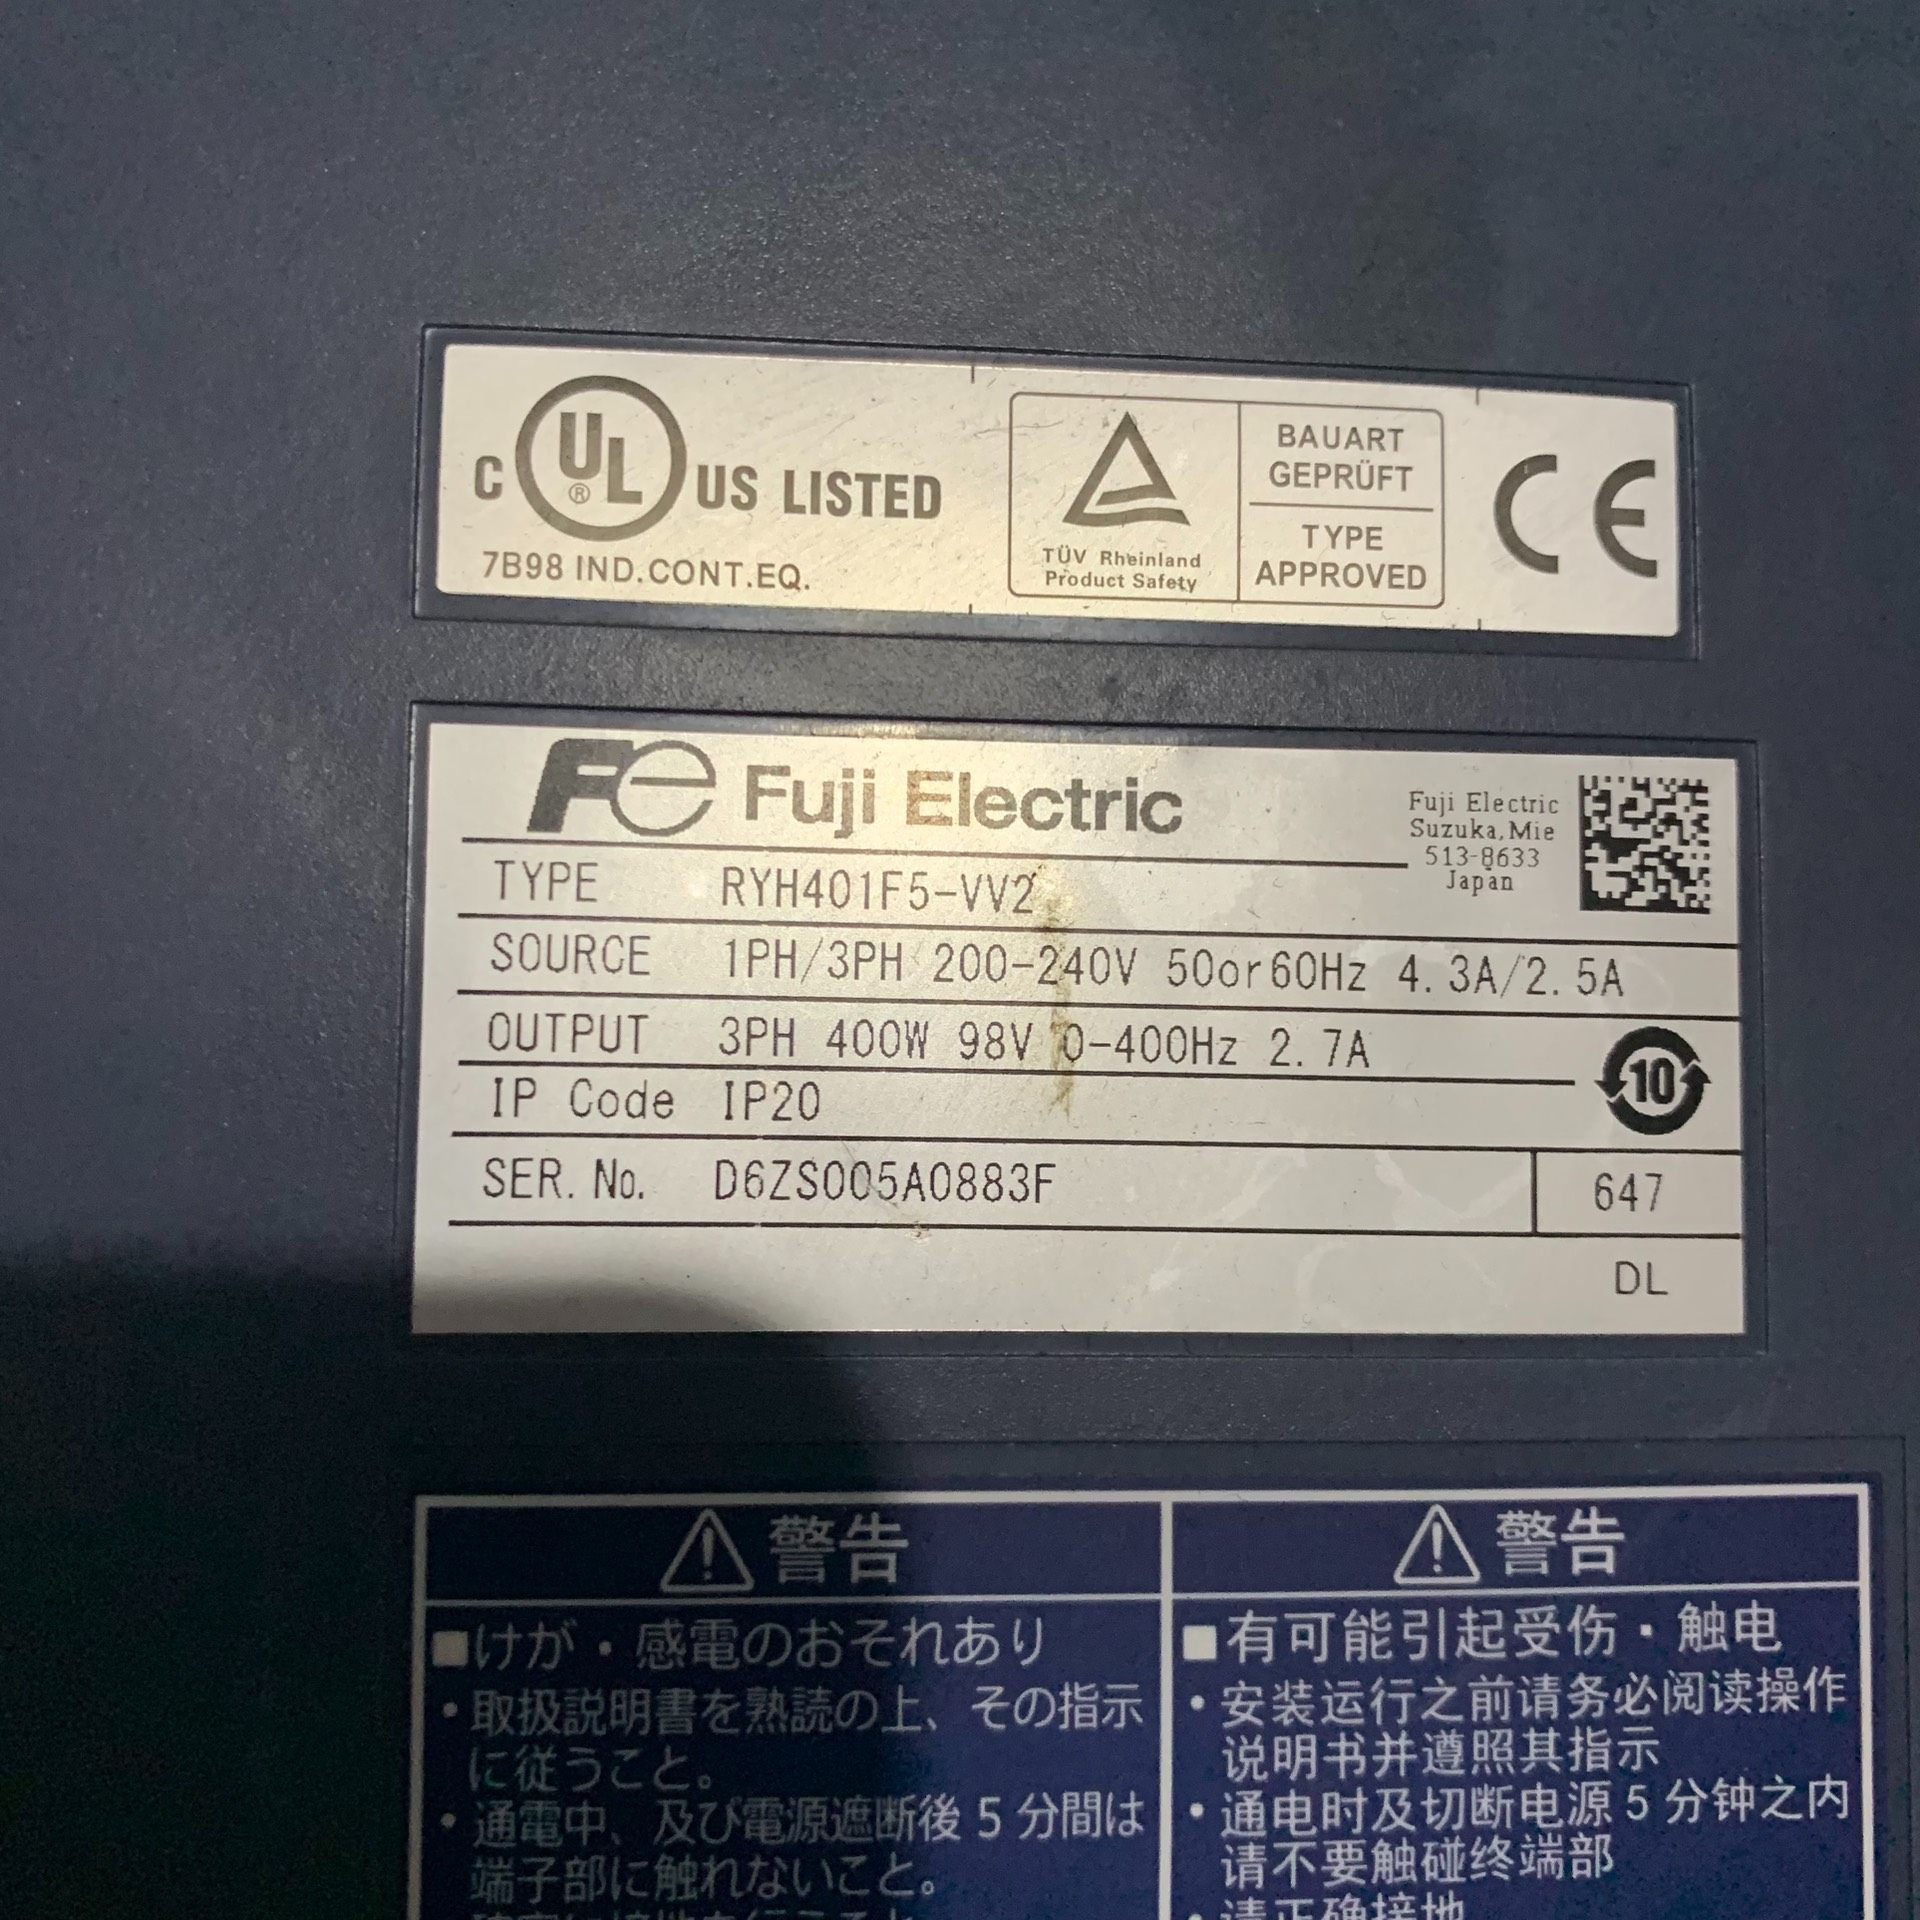 C UL® US LISTED
7B98 IND.CONT.EQ.
TÜV Rheinland
Product Safety
BAUART
GEPRÜFT
TYPE
APPROVED
CE
Fe Fuji Electric
Fuji Electric
Suzuka,Mie
513-8633
Japan
TYPE RYH401F5-VV2
SOURCE 1PH/3PH 200-240V 50or60Hz 4.3A/2.5A
OUTPUT 3PH 400W 98V 0-400Hz 2.7A
IP Code IP20
10
SER. No. D6ZS005A0883F
647
DL
警告
■けが・感電のおそれあり
・取扱説明書を熟読の上、その指示
に従うこと。
・通電中、及び電源遮断後5分間は
端子部に触れないこと。
警告
■有可能引起受伤・触电
・安装运行之前请务必阅读操作
说明书并遵照其指示
・通电时及切断电源5分钟之内
请不要触碰终端部
・请正确接地